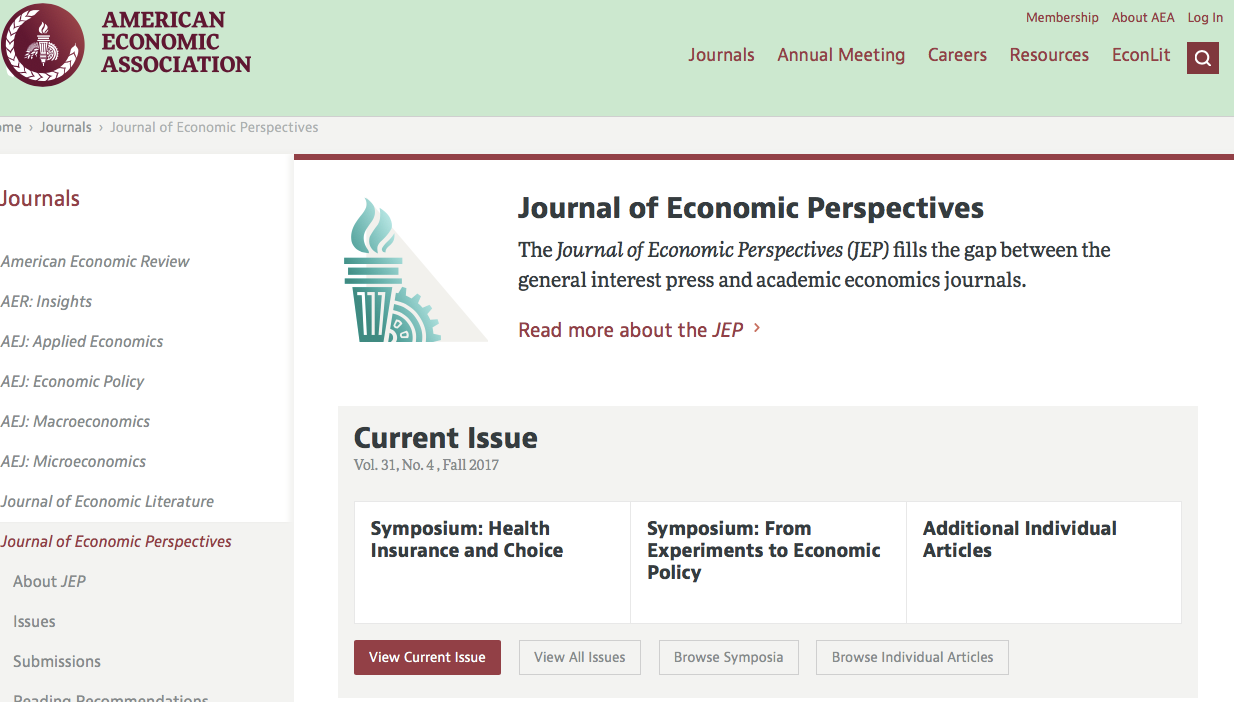 AMERICAN
ECONOMIC
ASSOCIATION
Membership About AEA Log In
Journals Annual Meeting Careers Resources EconLit
ome › Journals › Journal of Economic Perspectives
Journals
American Economic Review
AER: Insights
AEJ: Applied Economics
AEJ: Economic Policy
AEJ: Macroeconomics
AEJ: Microeconomics
Journal of Economic Literature
Journal of Economic Perspectives
About JEP
Issues
Submissions
Reading Recommendations
Journal of Economic Perspectives
The Journal of Economic Perspectives (JEP) fills the gap between the
general interest press and academic economics journals.
Read more about the JEP ›
Current Issue
Vol. 31, No. 4 , Fall 2017
Symposium: Health
Insurance and Choice
Symposium: From
Experiments to Economic
Policy
Additional Individual
Articles
View Current Issue View All Issues Browse Symposia Browse Individual Articles